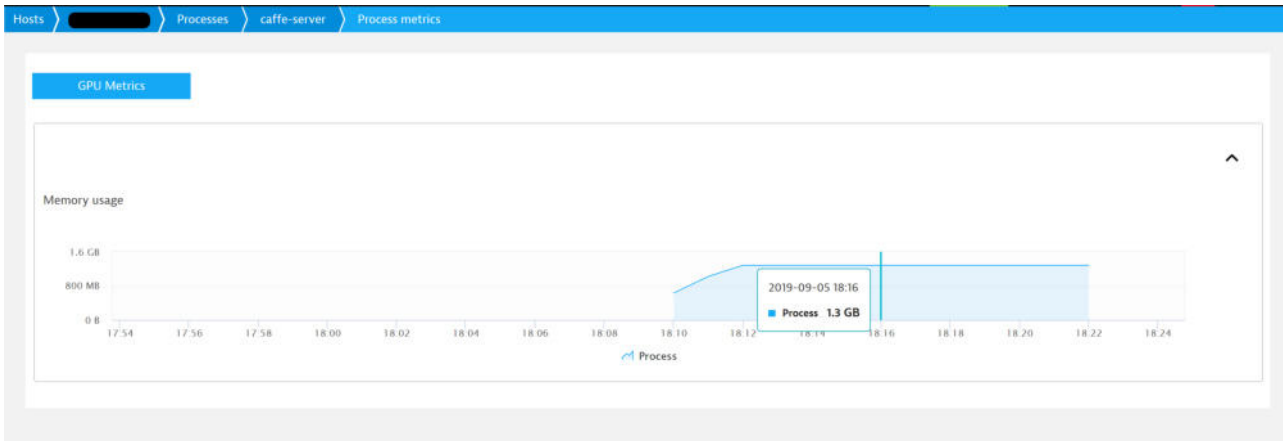 Hosts Processes caffe-server Process metrics
GPU Metrics
Memory usage
1.6 GB
800 MB
0 B
2019-09-05 18:16
Process 1.3 GB
17:54 17:56 17:58 18:00 18:02 18:04 18:06 18:08 18:10 18:12 18:14 18:16 18:18 18:20 18:22 18:24
Process